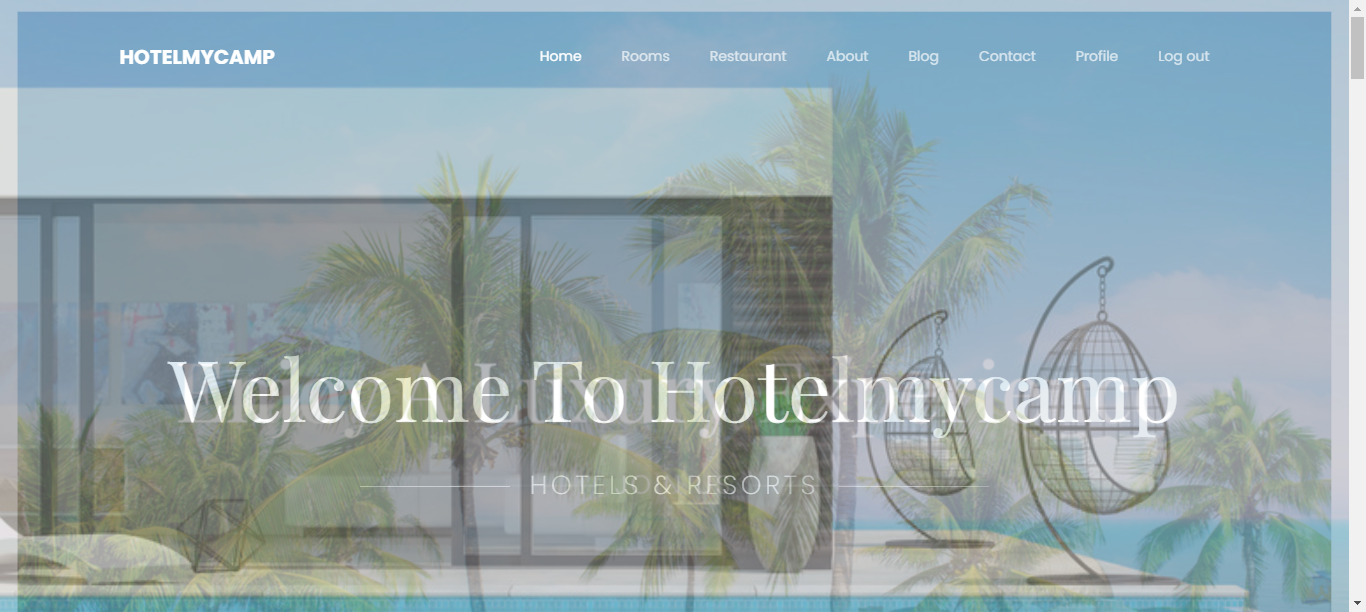 HOTELMYCAMP
Home Rooms Restaurant About Blog Contact Profile Log out
Welcome To Hotelmycamp
HOTELS & RESORTS